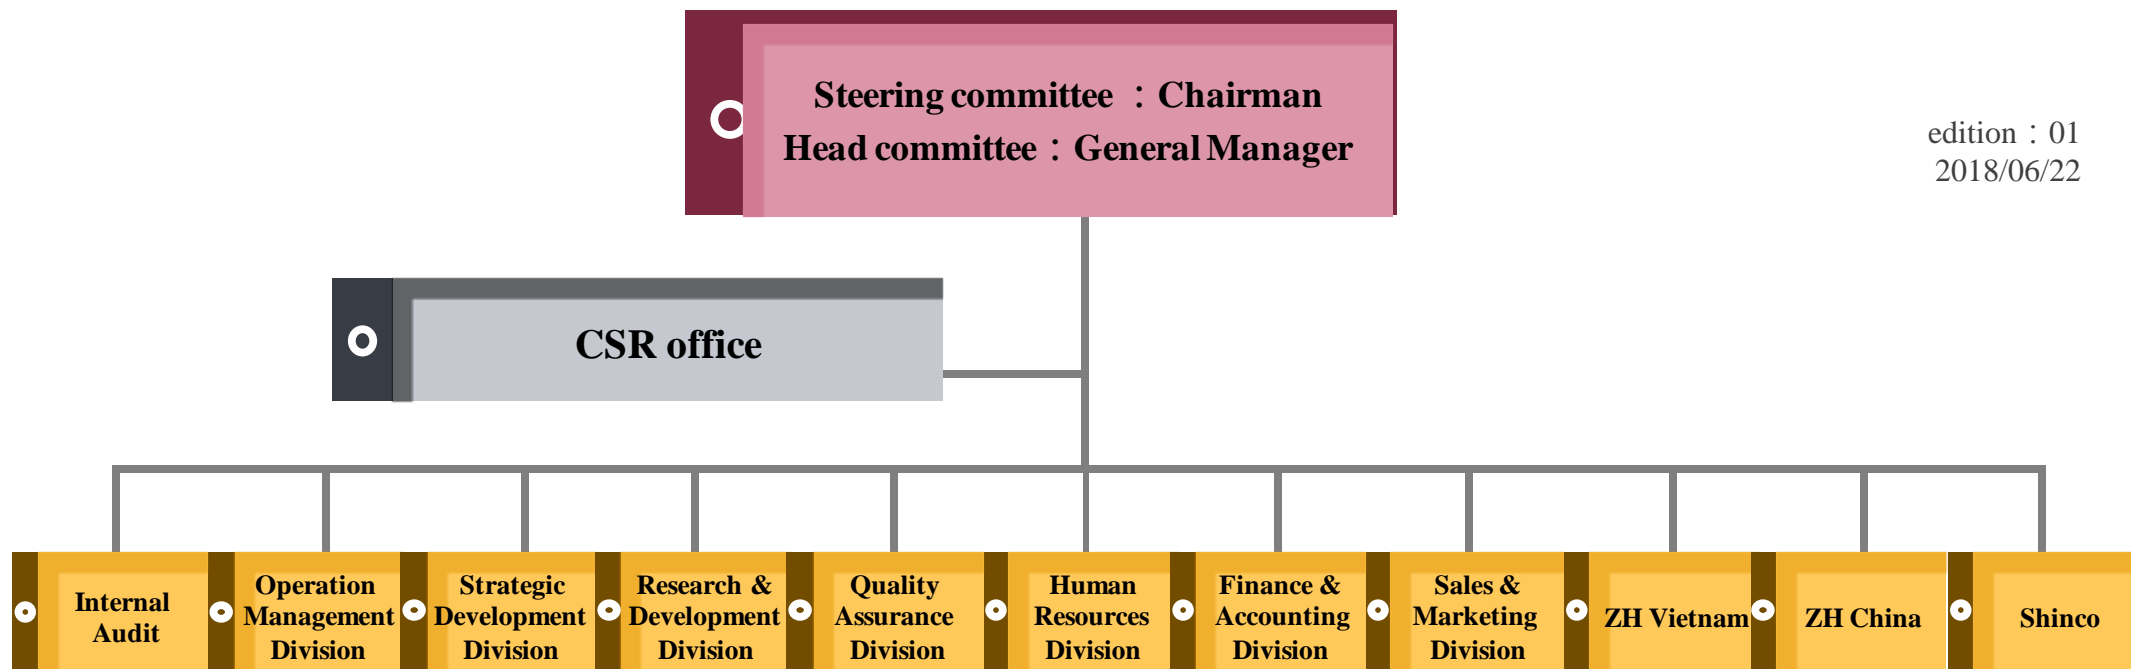 Steering committee ：Chairman
Head committee：General Manager
edition：01
2018/06/22
CSR office
Internal
Audit
Operation
Management
Division
Strategic
Development
Division
Research &
Development
Division
Quality
Assurance
Division
Human
Resources
Division
Finance &
Accounting
Division
Sales &
Marketing
Division
ZH Vietnam
ZH China
Shinco